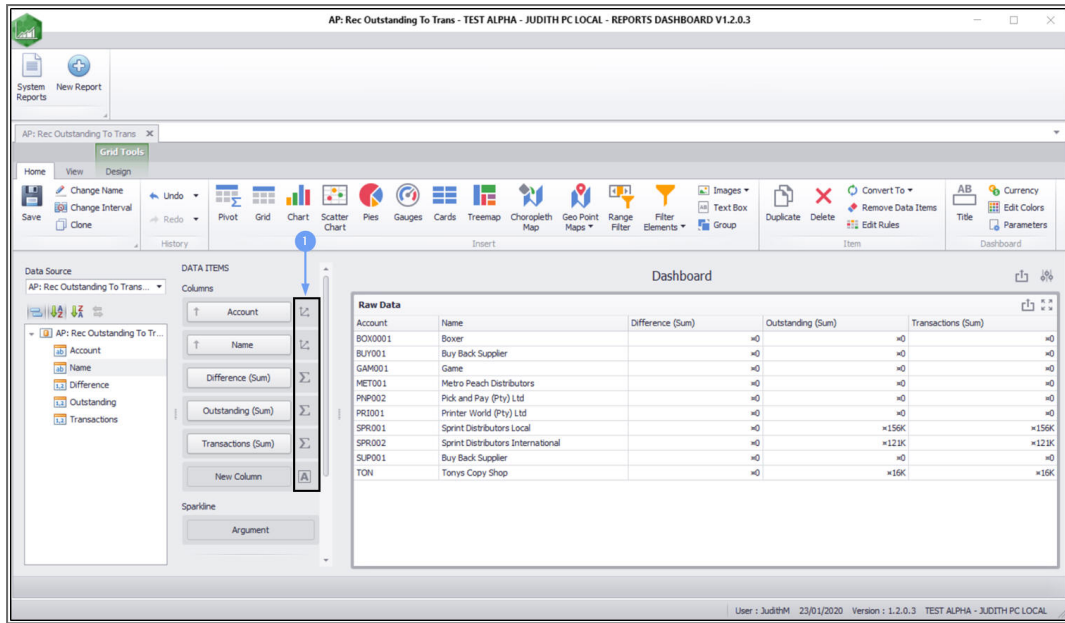 AP: Rec Outstanding To Trans - TEST ALPHA - JUDITH PC LOCAL - REPORTS DASHBOARD V1.2.0.3
System Reports
New Report
AP: Rec Outstanding To Trans
Grid Tools
Home View Design
Save
Change Name
Change Interval
Clone
Undo
Redo
History
Pivot
Grid
Chart
Scatter Chart
Pies
Gauges
Cards
Treemap
Choropleth Map
Geo Point Maps
Range Filter
Filter Elements
Images
Text Box
Group
Insert
Duplicate
Delete
Convert To
Remove Data Items
Edit Rules
Item
AB
Title
Currency
Edit Colors
Parameters
Dashboard
1
Data Source
AP: Rec Outstanding To Trans...
AP: Rec Outstanding To Tr...
ab Account
ab Name
1,2 Difference
1,2 Outstanding
1,2 Transactions
DATA ITEMS
Columns
Account
Name
Difference (Sum) Σ
Outstanding (Sum) Σ
Transactions (Sum) Σ
New Column A
Sparkline
Argument
Dashboard
Raw Data
Account Name Difference (Sum) Outstanding (Sum) Transactions (Sum)
BOX0001 Boxer ¤0 ¤0 ¤0
BUY001 Buy Back Supplier ¤0 ¤0 ¤0
GAM001 Game ¤0 ¤0 ¤0
MET001 Metro Peach Distributors ¤0 ¤0 ¤0
PNP002 Pick and Pay (Pty) Ltd ¤0 ¤0 ¤0
PRI001 Printer World (Pty) Ltd ¤0 ¤0 ¤0
SPR001 Sprint Distributors Local ¤0 ¤156K ¤156K
SPR002 Sprint Distributors International ¤0 ¤121K ¤121K
SUP001 Buy Back Supplier ¤0 ¤0 ¤0
TON Tonys Copy Shop ¤0 ¤16K ¤16K
User : JudithM 23/01/2020 Version : 1.2.0.3 TEST ALPHA - JUDITH PC LOCAL